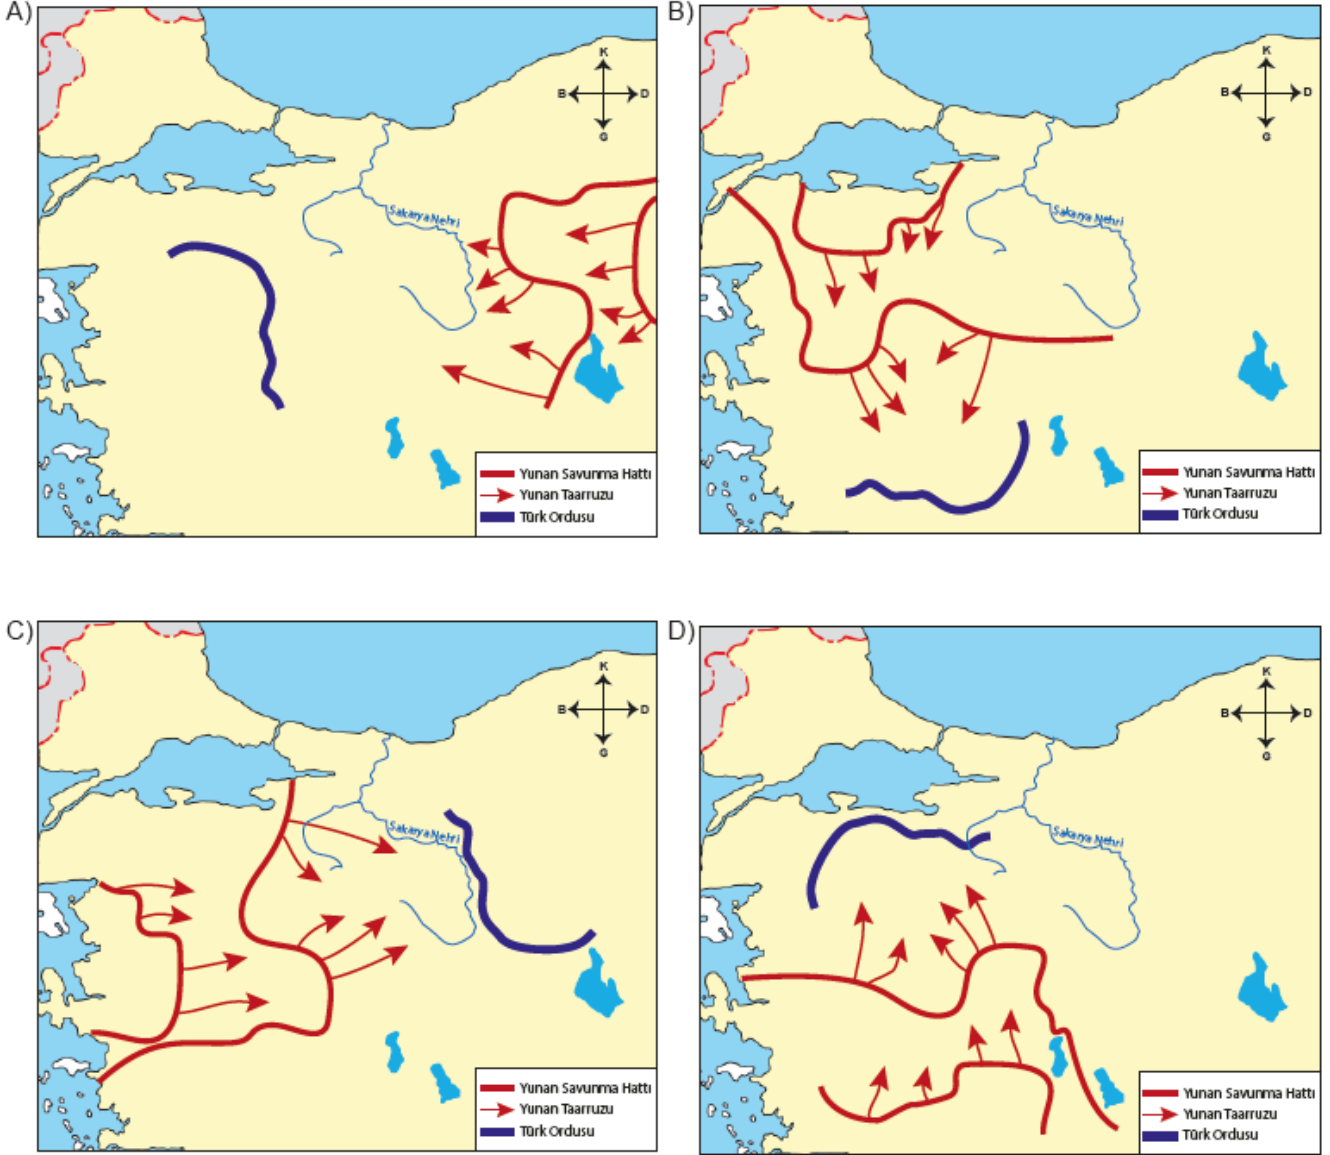 A)
K
B D
G
Sakarya Nehri
Yunan Savunma Hattı
Yunan Taarruzu
Türk Ordusu
B)
K
B D
G
Sakarya Nehri
Yunan Savunma Hattı
Yunan Taarruzu
Türk Ordusu
C)
K
B D
G
Sakarya Nehri
Yunan Savunma Hattı
Yunan Taarruzu
Türk Ordusu
D)
K
B D
G
Sakarya Nehri
Yunan Savunma Hattı
Yunan Taarruzu
Türk Ordusu